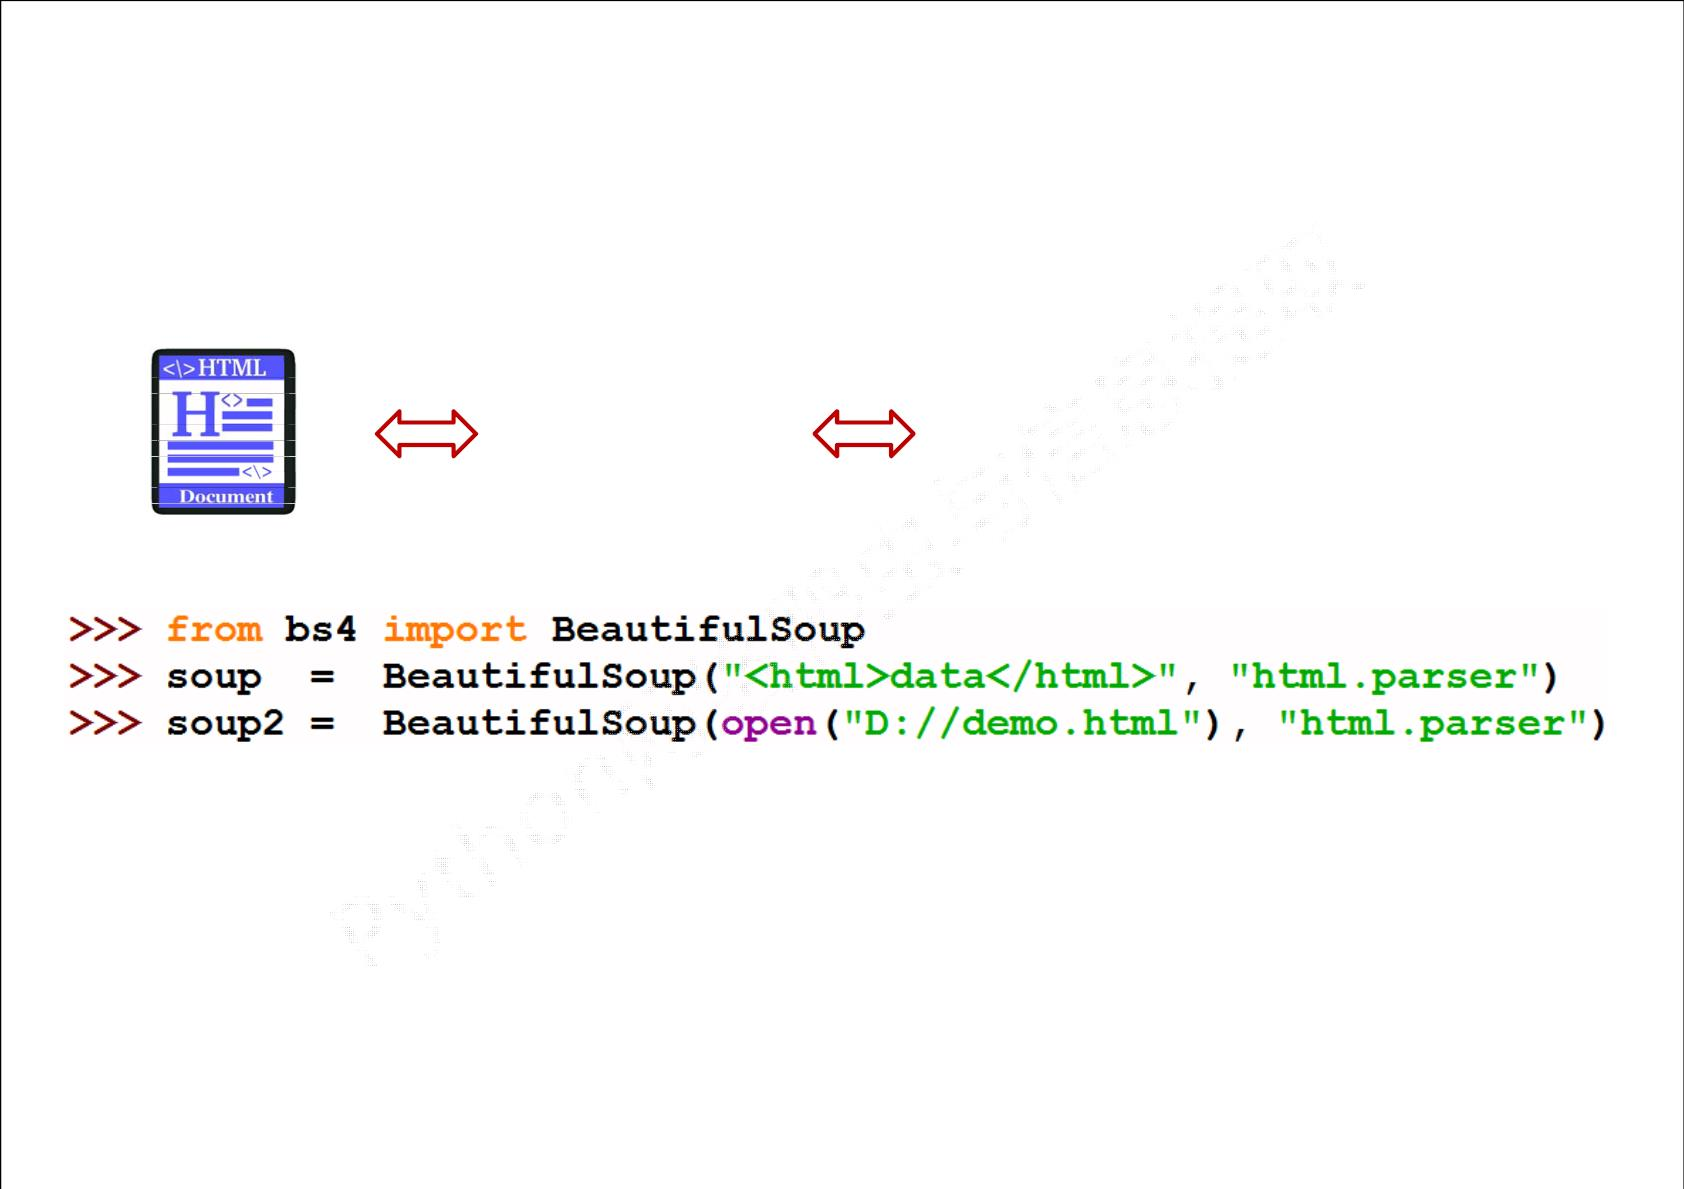 <\>HTML
H<>
<\>
Document
>>> from bs4 import BeautifulSoup
>>> soup  =  BeautifulSoup("<html>data</html>", "html.parser")
>>> soup2 =  BeautifulSoup(open("D://demo.html"), "html.parser")